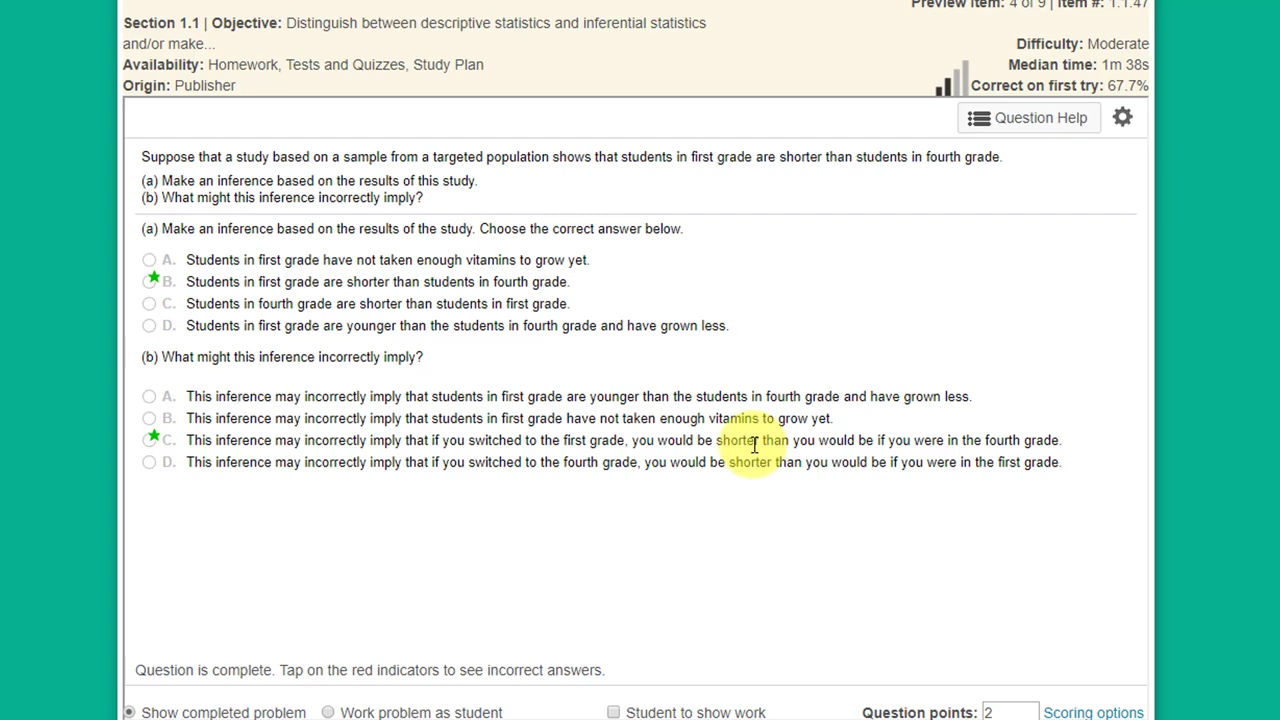 Preview Item: 4 of 9 | Item #: 1.1.47
Section 1.1 | Objective: Distinguish between descriptive statistics and inferential statistics
and/or make...
Difficulty: Moderate
Availability: Homework, Tests and Quizzes, Study Plan
Median time: 1m 38s
Origin: Publisher
Correct on first try: 67.7%
Question Help
Suppose that a study based on a sample from a targeted population shows that students in first grade are shorter than students in fourth grade.
(a) Make an inference based on the results of this study.
(b) What might this inference incorrectly imply?
(a) Make an inference based on the results of the study. Choose the correct answer below.
A. Students in first grade have not taken enough vitamins to grow yet.
B. Students in first grade are shorter than students in fourth grade.
C. Students in fourth grade are shorter than students in first grade.
D. Students in first grade are younger than the students in fourth grade and have grown less.
(b) What might this inference incorrectly imply?
A. This inference may incorrectly imply that students in first grade are younger than the students in fourth grade and have grown less.
B. This inference may incorrectly imply that students in first grade have not taken enough vitamins to grow yet.
C. This inference may incorrectly imply that if you switched to the first grade, you would be shorter than you would be if you were in the fourth grade.
D. This inference may incorrectly imply that if you switched to the fourth grade, you would be shorter than you would be if you were in the first grade.
Question is complete. Tap on the red indicators to see incorrect answers.
Show completed problem Work problem as student Student to show work Question points: 2 Scoring options